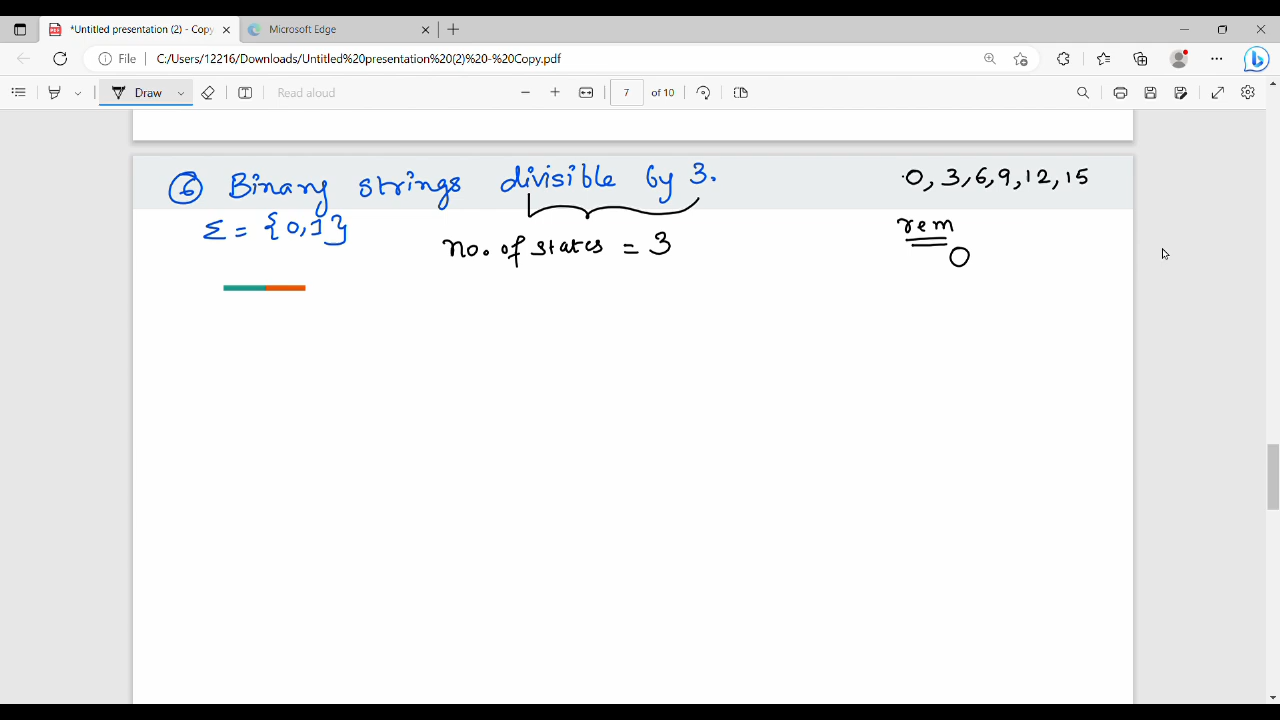 *Untitled presentation (2) - Copy
Microsoft Edge
File
C:/Users/12216/Downloads/Untitled%20presentation%20(2)%20-%20Copy.pdf
Draw
Read aloud
7 of 10
⑥ Binary strings divisible by 3.
0, 3, 6, 9, 12, 15
Σ = {0,1}
no. of states = 3
rem
0